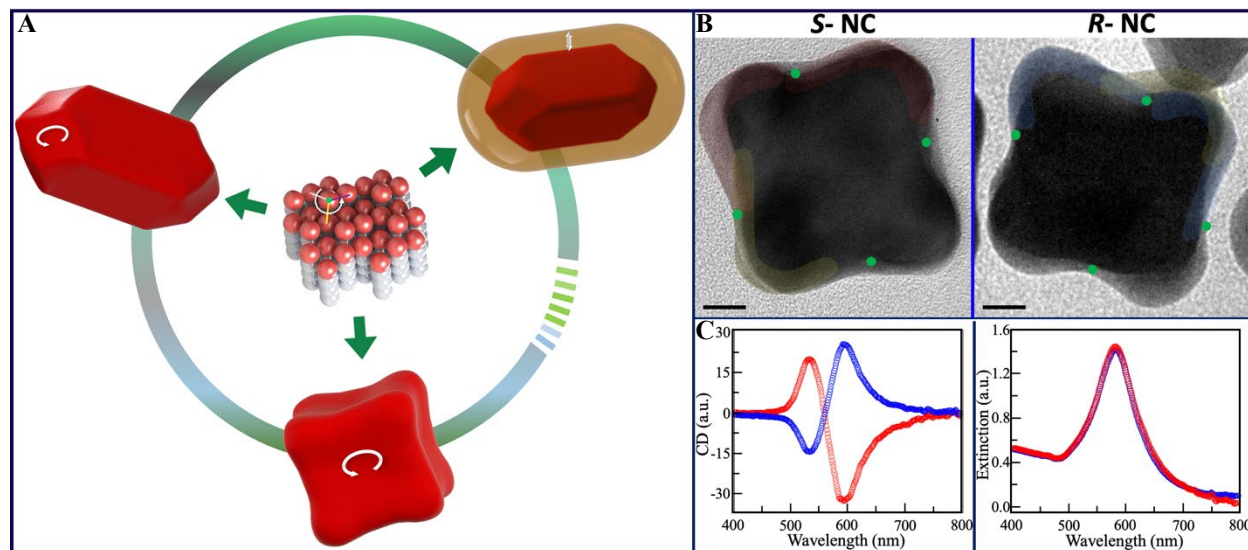 A
B
S- NC
R- NC
C
CD (a.u.)
30
15
0
-15
-30
400
500
600
700
800
Wavelength (nm)
Extinction (a.u.)
1.6
1.2
0.8
0.4
0.0
400
500
600
700
800
Wavelength (nm)